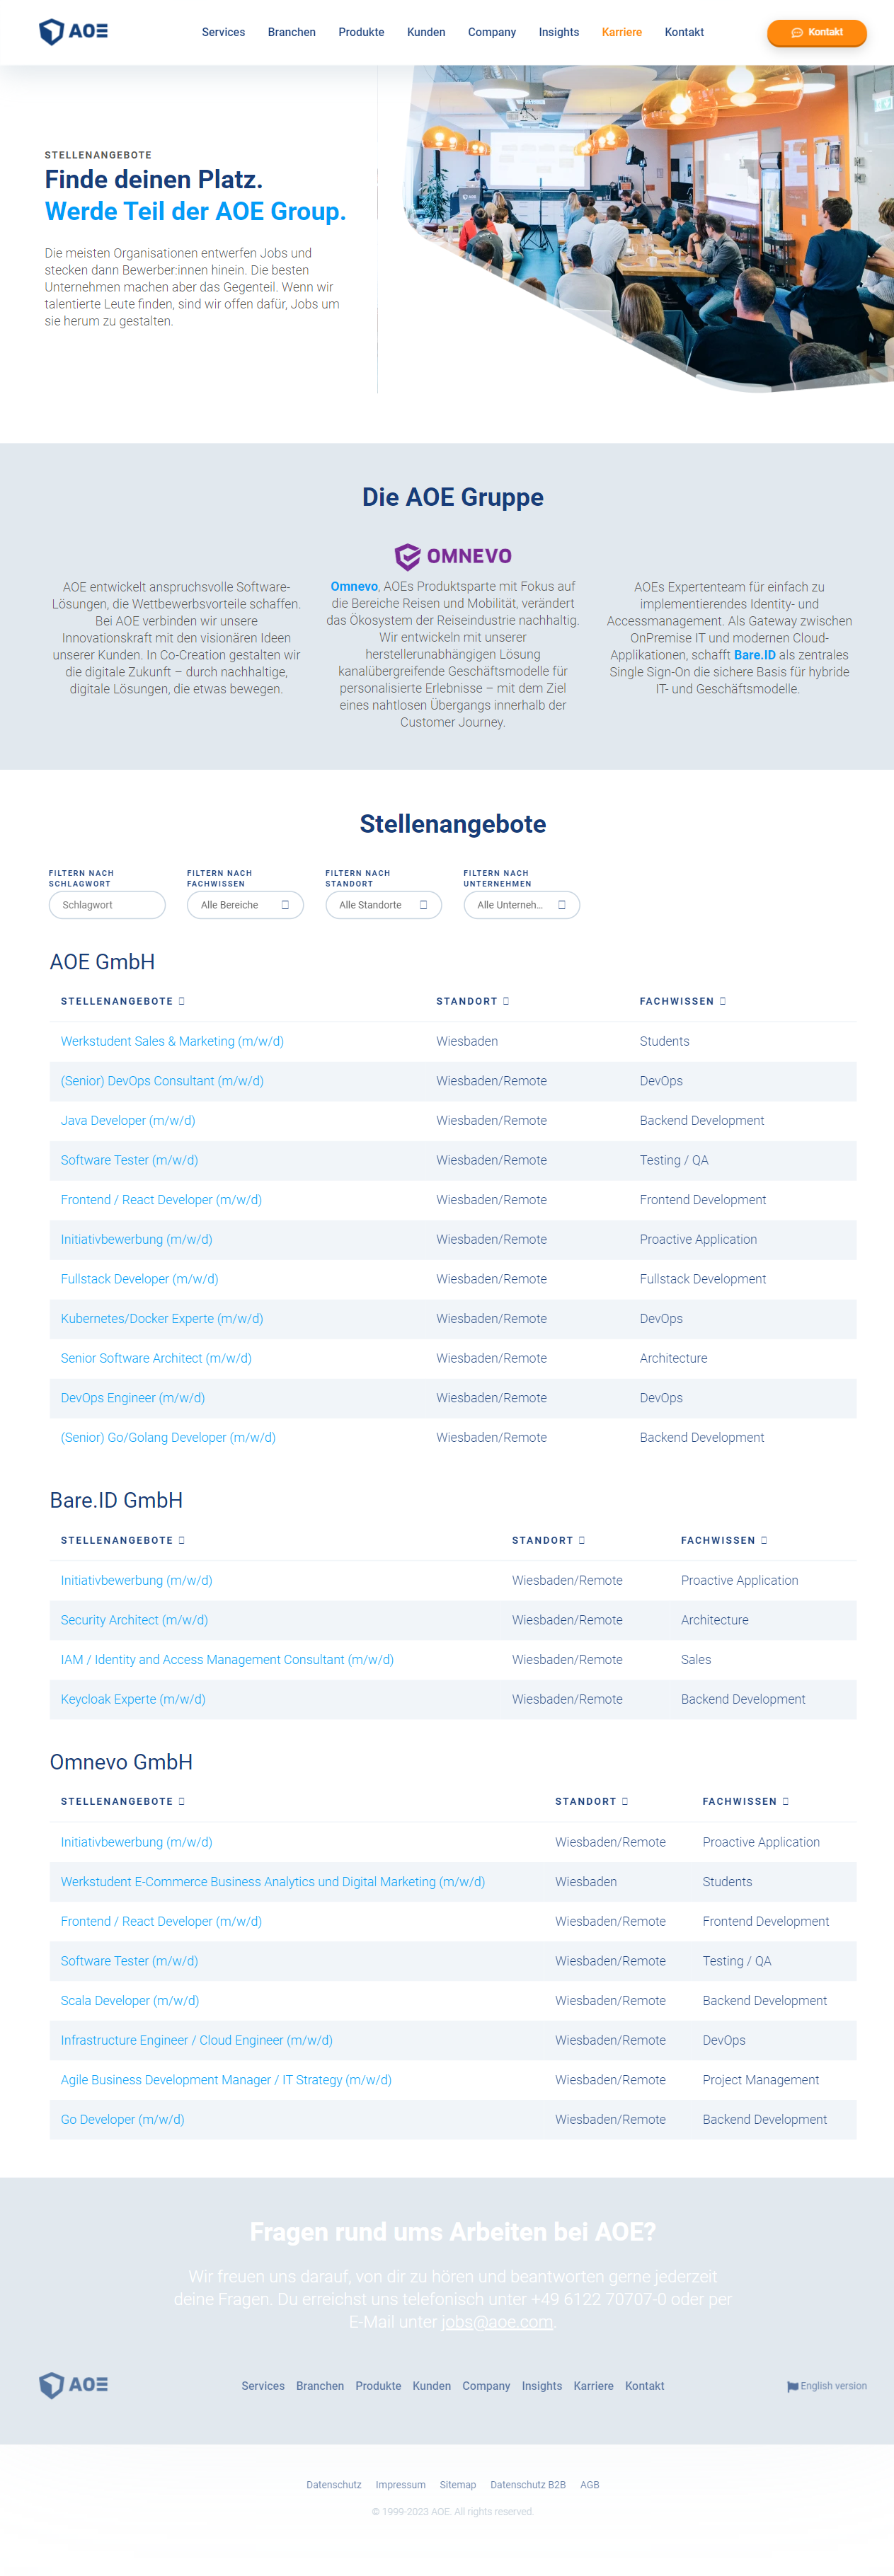 AOE
Services Branchen Produkte Kunden Company Insights Karriere Kontakt
Kontakt
STELLENANGEBOTE
Finde deinen Platz.
Werde Teil der AOE Group.
Die meisten Organisationen entwerfen Jobs und
stecken dann Bewerber:innen hinein. Die besten
Unternehmen machen aber das Gegenteil. Wenn wir
talentierte Leute finden, sind wir offen dafür, Jobs um
sie herum zu gestalten.
Die AOE Gruppe
AOE entwickelt anspruchsvolle Software-
Lösungen, die Wettbewerbsvorteile schaffen.
Bei AOE verbinden wir unsere
Innovationskraft mit den visionären Ideen
unserer Kunden. In Co-Creation gestalten wir
die digitale Zukunft – durch nachhaltige,
digitale Lösungen, die etwas bewegen.
OMNEVO
Omnevo, AOEs Produktsparte mit Fokus auf
die Bereiche Reisen und Mobilität, verändert
das Ökosystem der Reiseindustrie nachhaltig.
Wir entwickeln mit unserer
herstellerunabhängigen Lösung
kanalübergreifende Geschäftsmodelle für
personalisierte Erlebnisse – mit dem Ziel
eines nahtlosen Übergangs innerhalb der
Customer Journey.
AOEs Expertenteam für einfach zu
implementierendes Identity- und
Accessmanagement. Als Gateway zwischen
OnPremise IT und modernen Cloud-
Applikationen, schafft Bare.ID als zentrales
Single Sign-On die sichere Basis für hybride
IT- und Geschäftsmodelle.
Stellenangebote
FILTERN NACH
SCHLAGWORT
Schlagwort
FILTERN NACH
FACHWISSEN
Alle Bereiche
FILTERN NACH
STANDORT
Alle Standorte
FILTERN NACH
UNTERNEHMEN
Alle Unterneh...
AOE GmbH
STELLENANGEBOTE STANDORT FACHWISSEN
Werkstudent Sales & Marketing (m/w/d) Wiesbaden Students
(Senior) DevOps Consultant (m/w/d) Wiesbaden/Remote DevOps
Java Developer (m/w/d) Wiesbaden/Remote Backend Development
Software Tester (m/w/d) Wiesbaden/Remote Testing / QA
Frontend / React Developer (m/w/d) Wiesbaden/Remote Frontend Development
Initiativbewerbung (m/w/d) Wiesbaden/Remote Proactive Application
Fullstack Developer (m/w/d) Wiesbaden/Remote Fullstack Development
Kubernetes/Docker Experte (m/w/d) Wiesbaden/Remote DevOps
Senior Software Architect (m/w/d) Wiesbaden/Remote Architecture
DevOps Engineer (m/w/d) Wiesbaden/Remote DevOps
(Senior) Go/Golang Developer (m/w/d) Wiesbaden/Remote Backend Development
Bare.ID GmbH
STELLENANGEBOTE STANDORT FACHWISSEN
Initiativbewerbung (m/w/d) Wiesbaden/Remote Proactive Application
Security Architect (m/w/d) Wiesbaden/Remote Architecture
IAM / Identity and Access Management Consultant (m/w/d) Wiesbaden/Remote Sales
Keycloak Experte (m/w/d) Wiesbaden/Remote Backend Development
Omnevo GmbH
STELLENANGEBOTE STANDORT FACHWISSEN
Initiativbewerbung (m/w/d) Wiesbaden/Remote Proactive Application
Werkstudent E-Commerce Business Analytics und Digital Marketing (m/w/d) Wiesbaden Students
Frontend / React Developer (m/w/d) Wiesbaden/Remote Frontend Development
Software Tester (m/w/d) Wiesbaden/Remote Testing / QA
Scala Developer (m/w/d) Wiesbaden/Remote Backend Development
Infrastructure Engineer / Cloud Engineer (m/w/d) Wiesbaden/Remote DevOps
Agile Business Development Manager / IT Strategy (m/w/d) Wiesbaden/Remote Project Management
Go Developer (m/w/d) Wiesbaden/Remote Backend Development
Fragen rund ums Arbeiten bei AOE?
Wir freuen uns darauf, von dir zu hören und beantworten gerne jederzeit
deine Fragen. Du erreichst uns telefonisch unter +49 6122 70707-0 oder per
E-Mail unter jobs@aoe.com.
AOE
Services Branchen Produkte Kunden Company Insights Karriere Kontakt
English version
Datenschutz Impressum Sitemap Datenschutz B2B AGB
© 1999-2023 AOE. All rights reserved.